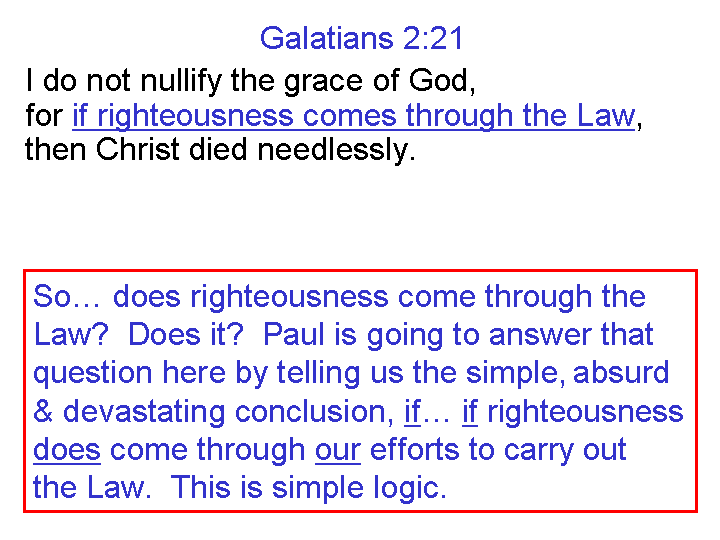 Galatians 2:21
I do not nullify the grace of God,
for if righteousness comes through the Law,
then Christ died needlessly.
So… does righteousness come through the
Law?  Does it?  Paul is going to answer that
question here by telling us the simple, absurd
& devastating conclusion, if… if righteousness
does come through our efforts to carry out
the Law.  This is simple logic.